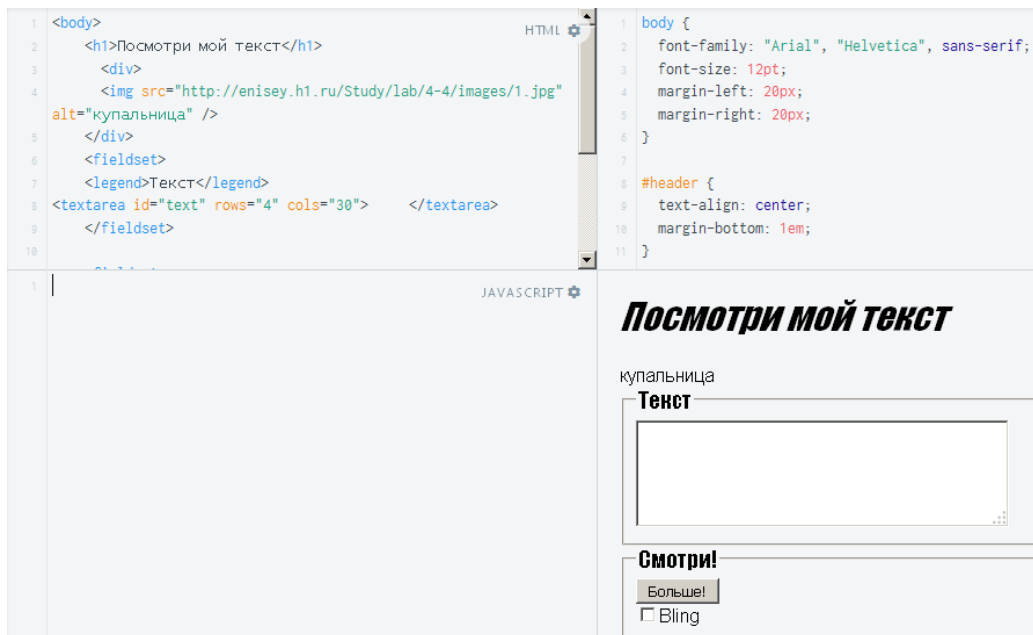 1 <body>
HTML
2 <h1>Посмотри мой текст</h1>
3 <div>
4 <img src="http://enisey.h1.ru/Study/lab/4-4/images/1.jpg"
alt="купальница" />
5 </div>
6 <fieldset>
7 <legend>Текст</legend>
8 <textarea id="text" rows="4" cols="30"> </textarea>
9 </fieldset>
10
1 body {
2 font-family: "Arial", "Helvetica", sans-serif;
3 font-size: 12pt;
4 margin-left: 20px;
5 margin-right: 20px;
6 }
7
8 #header {
9 text-align: center;
10 margin-bottom: 1em;
11 }
1
JAVASCRIPT
Посмотри мой текст
купальница
Текст
Смотри!
Больше!
Bling